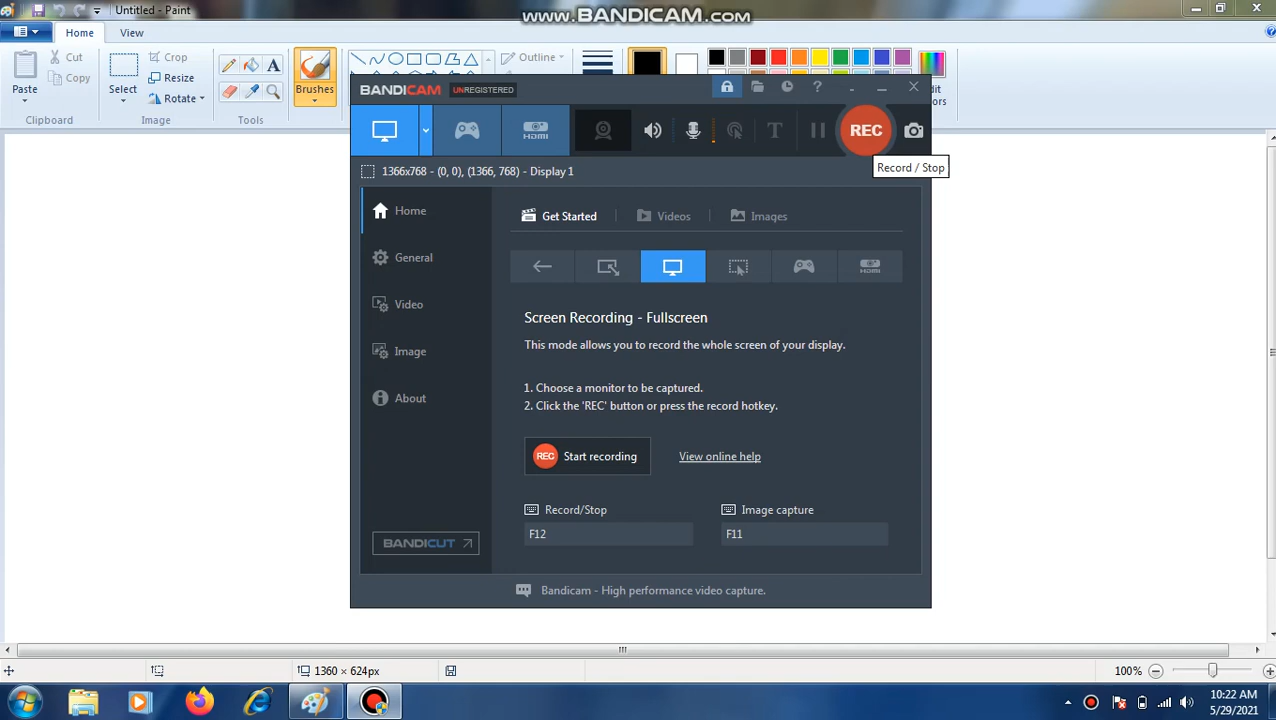 Untitled - Paint
www.BANDICAM.com
Home
View
Paste
Cut
Copy
Clipboard
Select
Crop
Resize
Rotate
Image
Tools
Brushes
Outline
BANDICAM
UNREGISTERED
HDMI
REC
Record / Stop
1366x768 - (0, 0), (1366, 768) - Display 1
Home
General
Video
Image
About
BANDICUT
Get Started
Videos
Images
HDMI
Screen Recording - Fullscreen
This mode allows you to record the whole screen of your display.
1. Choose a monitor to be captured.
2. Click the 'REC' button or press the record hotkey.
REC
Start recording
View online help
Record/Stop
F12
Image capture
F11
Bandicam - High performance video capture.
1360 × 624px
100%
10:22 AM
5/29/2021